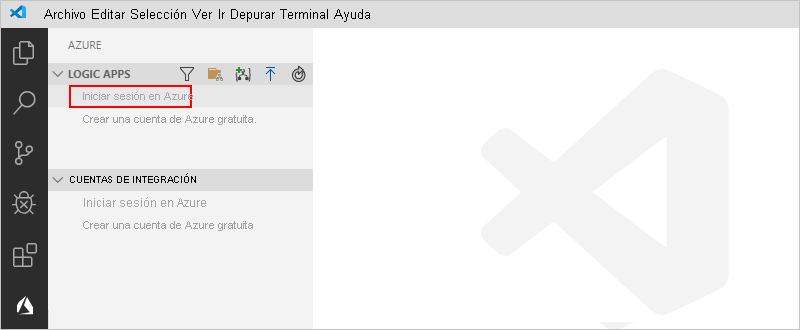 Archivo Editar Selección Ver Ir Depurar Terminal Ayuda
AZURE
LOGIC APPS
Iniciar sesión en Azure
Crear una cuenta de Azure gratuita.
CUENTAS DE INTEGRACIÓN
Iniciar sesión en Azure
Crear una cuenta de Azure gratuita